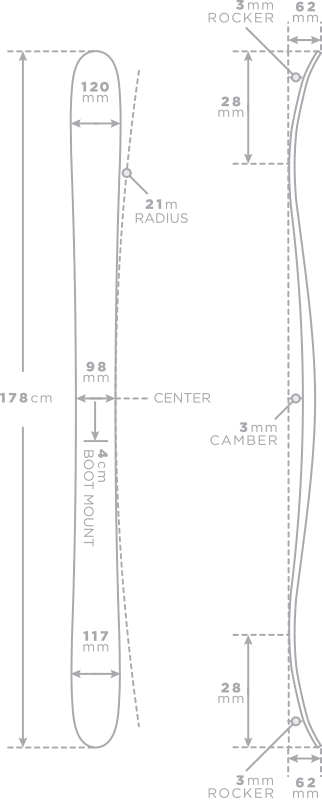 3mm
ROCKER
62
mm
120
mm
28
mm
21m
RADIUS
98
mm
178cm
CENTER
3mm
CAMBER
4cm
BOOT MOUNT
117
mm
28
mm
3mm
ROCKER
62
mm